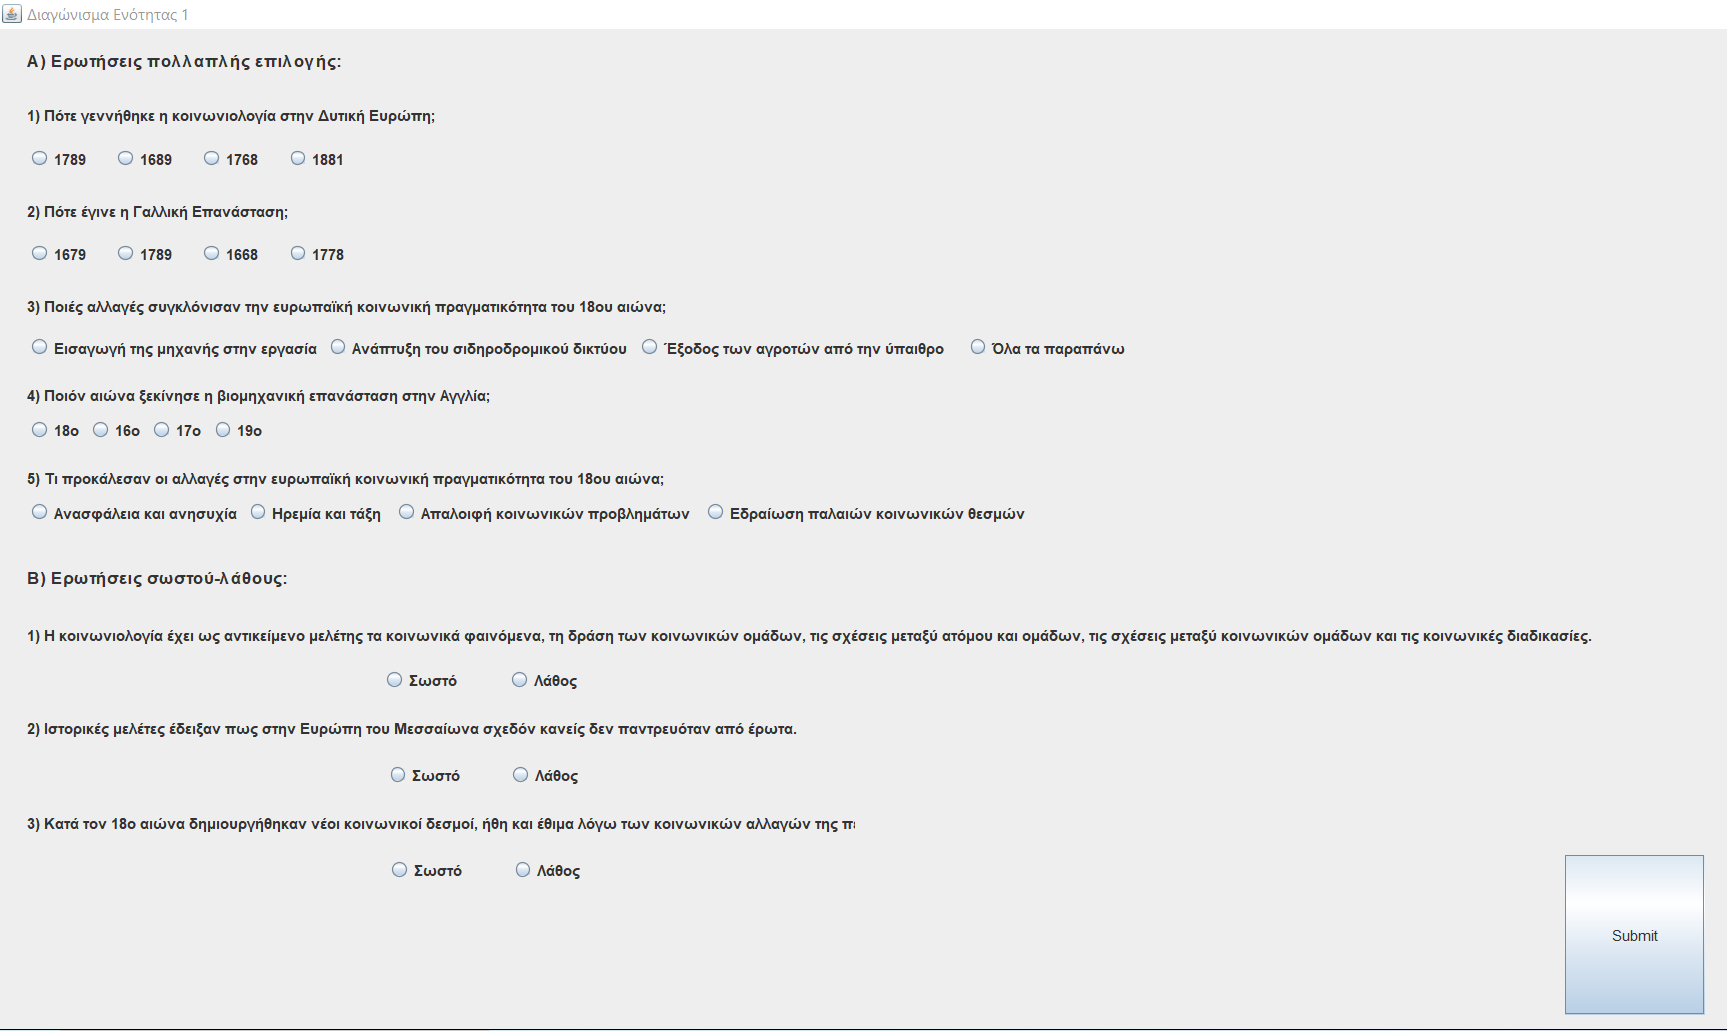 Διαγώνισμα Ενότητας 1
Α) Ερωτήσεις πολλαπλής επιλογής:
1) Πότε γεννήθηκε η κοινωνιολογία στην Δυτική Ευρώπη;
1789 1689 1768 1881
2) Πότε έγινε η Γαλλική Επανάσταση;
1679 1789 1668 1778
3) Ποιές αλλαγές συγκλόνισαν την ευρωπαϊκή κοινωνική πραγματικότητα του 18ου αιώνα;
Εισαγωγή της μηχανής στην εργασία Ανάπτυξη του σιδηροδρομικού δικτύου Έξοδος των αγροτών από την ύπαιθρο Όλα τα παραπάνω
4) Ποιόν αιώνα ξεκίνησε η βιομηχανική επανάσταση στην Αγγλία;
18ο 16ο 17ο 19ο
5) Τι προκάλεσαν οι αλλαγές στην ευρωπαϊκή κοινωνική πραγματικότητα του 18ου αιώνα;
Ανασφάλεια και ανησυχία Ηρεμία και τάξη Απαλοιφή κοινωνικών προβλημάτων Εδραίωση παλαιών κοινωνικών θεσμών
Β) Ερωτήσεις σωστού-λάθους:
1) Η κοινωνιολογία έχει ως αντικείμενο μελέτης τα κοινωνικά φαινόμενα, τη δράση των κοινωνικών ομάδων, τις σχέσεις μεταξύ ατόμου και ομάδων, τις σχέσεις μεταξύ κοινωνικών ομάδων και τις κοινωνικές διαδικασίες.
Σωστό Λάθος
2) Ιστορικές μελέτες έδειξαν πως στην Ευρώπη του Μεσσαίωνα σχεδόν κανείς δεν παντρευόταν από έρωτα.
Σωστό Λάθος
3) Κατά τον 18ο αιώνα δημιουργήθηκαν νέοι κοινωνικοί δεσμοί, ήθη και έθιμα λόγω των κοινωνικών αλλαγών της
Σωστό Λάθος
Submit